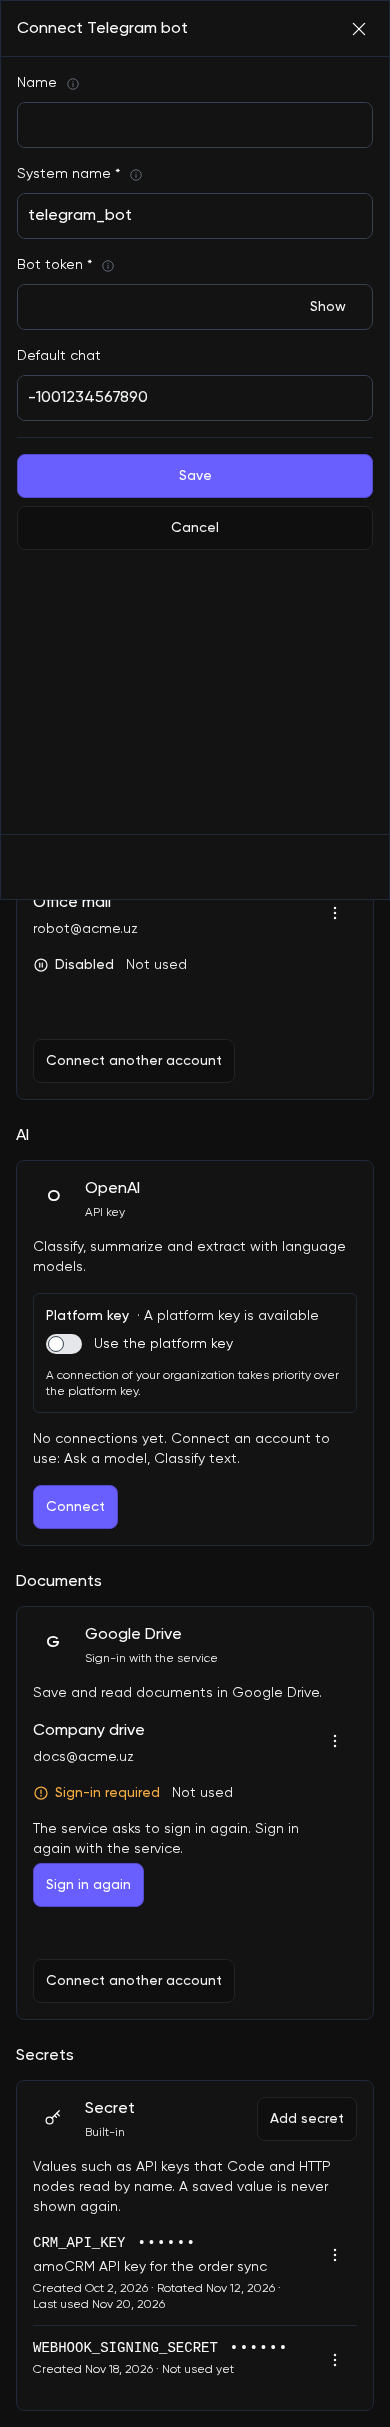 Connect Telegram bot
Name
System name *
telegram_bot
Bot token *
Show
Default chat
-1001234567890
Save
Cancel
Office mail
robot@acme.uz
Disabled Not used
Connect another account
AI
O
OpenAI
API key
Classify, summarize and extract with language
models.
Platform key · A platform key is available
Use the platform key
A connection of your organization takes priority over
the platform key.
No connections yet. Connect an account to
use: Ask a model, Classify text.
Connect
Documents
G
Google Drive
Sign-in with the service
Save and read documents in Google Drive.
Company drive
docs@acme.uz
Sign-in required Not used
The service asks to sign in again. Sign in
again with the service.
Sign in again
Connect another account
Secrets
Secret
Built-in
Add secret
Values such as API keys that Code and HTTP
nodes read by name. A saved value is never
shown again.
CRM_API_KEY ••••••
amoCRM API key for the order sync
Created Oct 2, 2026 · Rotated Nov 12, 2026 ·
Last used Nov 20, 2026
WEBHOOK_SIGNING_SECRET ••••••
Created Nov 18, 2026 · Not used yet